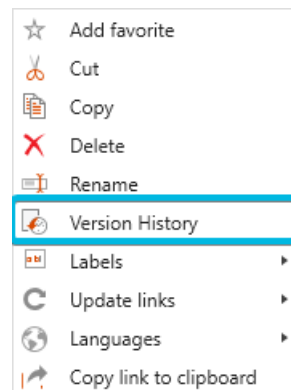 Add favorite
Cut
Copy
Delete
Rename
Version History
Labels
Update links
Languages
Copy link to clipboard